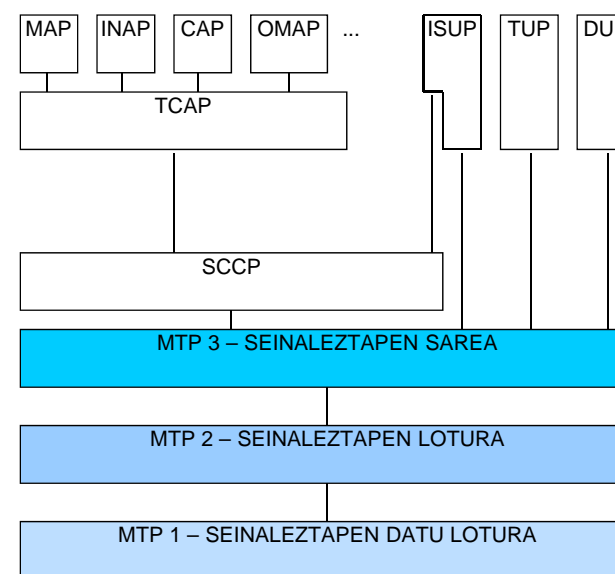 MAP INAP CAP OMAP ... ISUP TUP DU
TCAP
SCCP
MTP 3 – SEINALEZTAPEN SAREA
MTP 2 – SEINALEZTAPEN LOTURA
MTP 1 – SEINALEZTAPEN DATU LOTURA